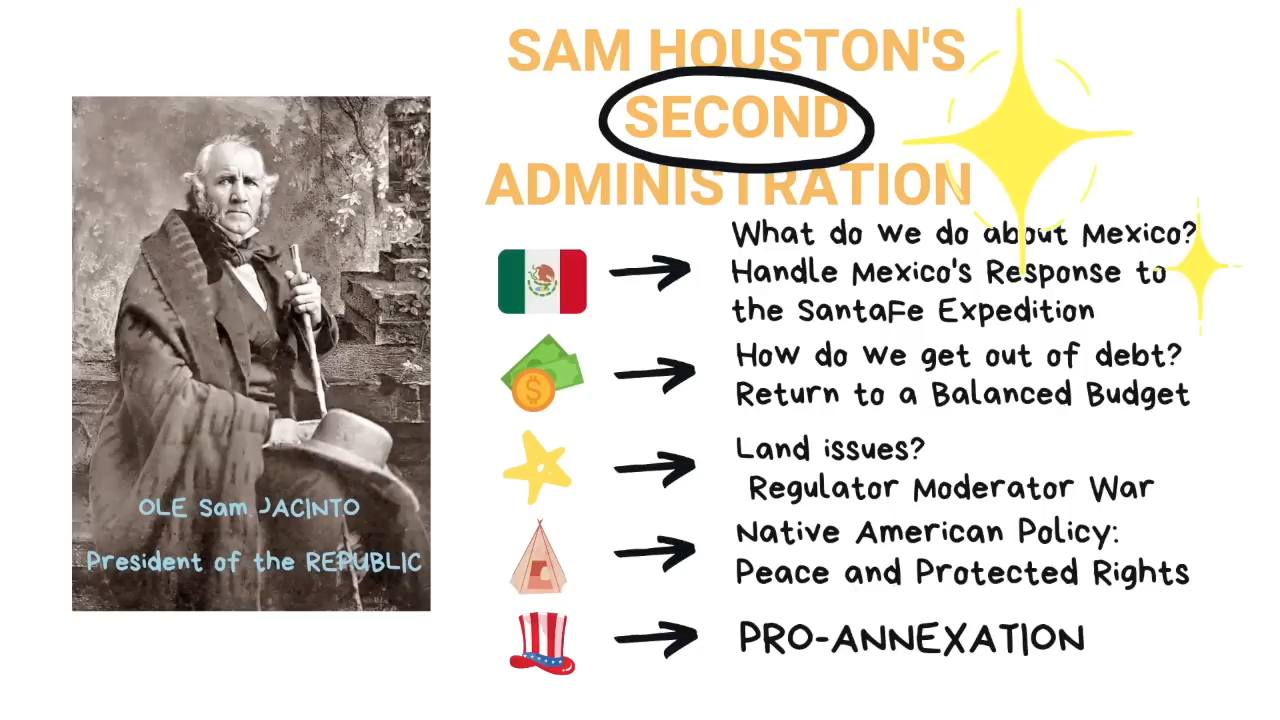 SAM HOUSTON'S
SECOND
ADMINISTRATION
What do we do about Mexico?
Handle Mexico's Response to
the SantaFe Expedition
How do we get out of debt?
Return to a Balanced Budget
Land issues?
Regulator Moderator War
Native American Policy:
Peace and Protected Rights
PRO-ANNEXATION
OLE Sam JACINTO
President of the REPUBLIC
$